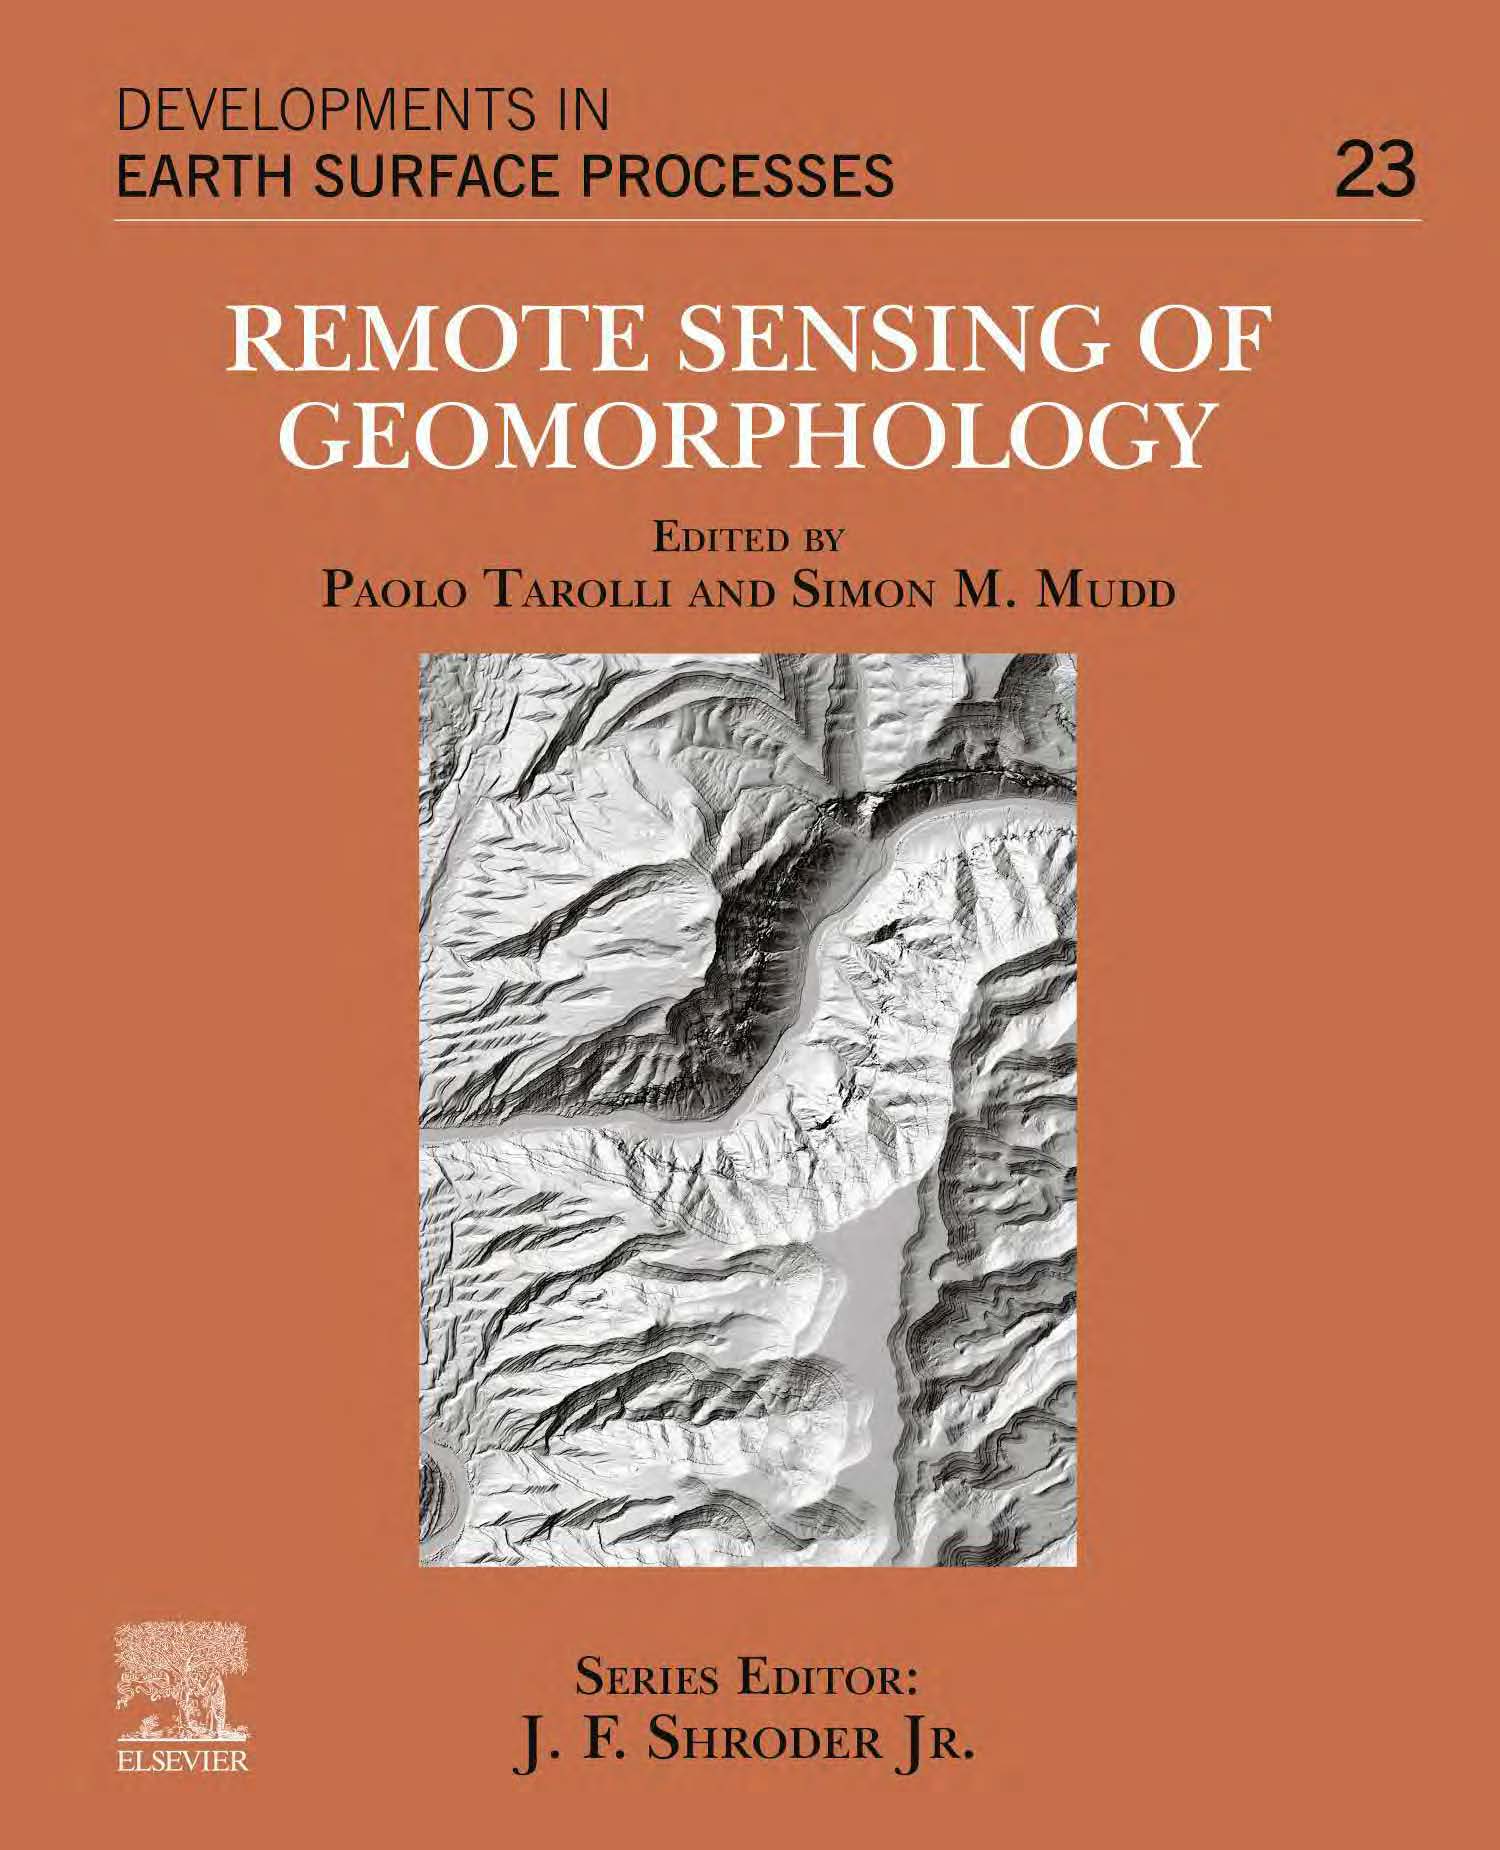 DEVELOPMENTS IN
EARTH SURFACE PROCESSES
23
REMOTE SENSING OF
GEOMORPHOLOGY
EDITED BY
PAOLO TAROLLI AND SIMON M. MUDD
SERIES EDITOR:
J. F. SHRODER JR.
ELSEVIER